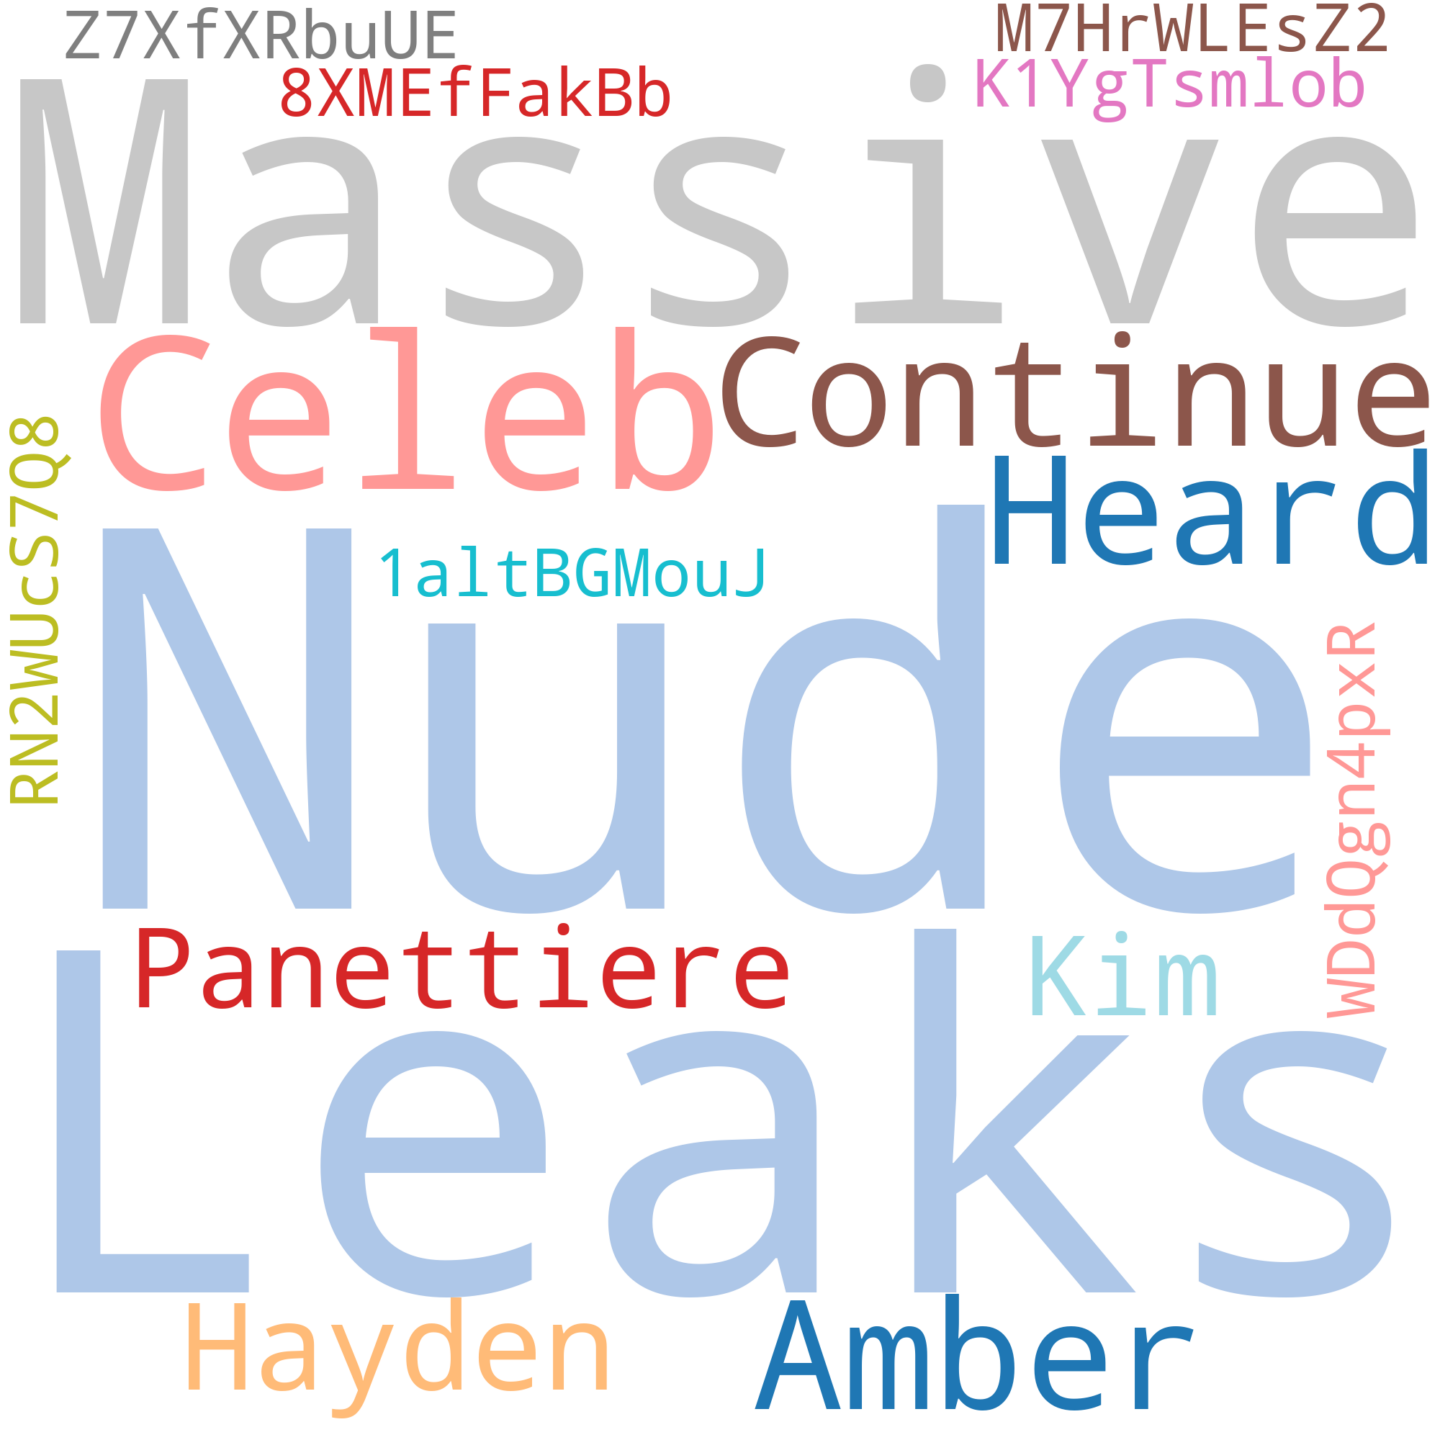 Z7XfXRbuUE
M7HrWLEsZ2
8XMEfFakBb
K1YgTsmlob
Massive
Celeb
Continue
Heard
RN2WUcS7Q8
1altBGMouJ
Nude
WDdQgn4pxR
Panettiere
Kim
Leaks
Hayden
Amber